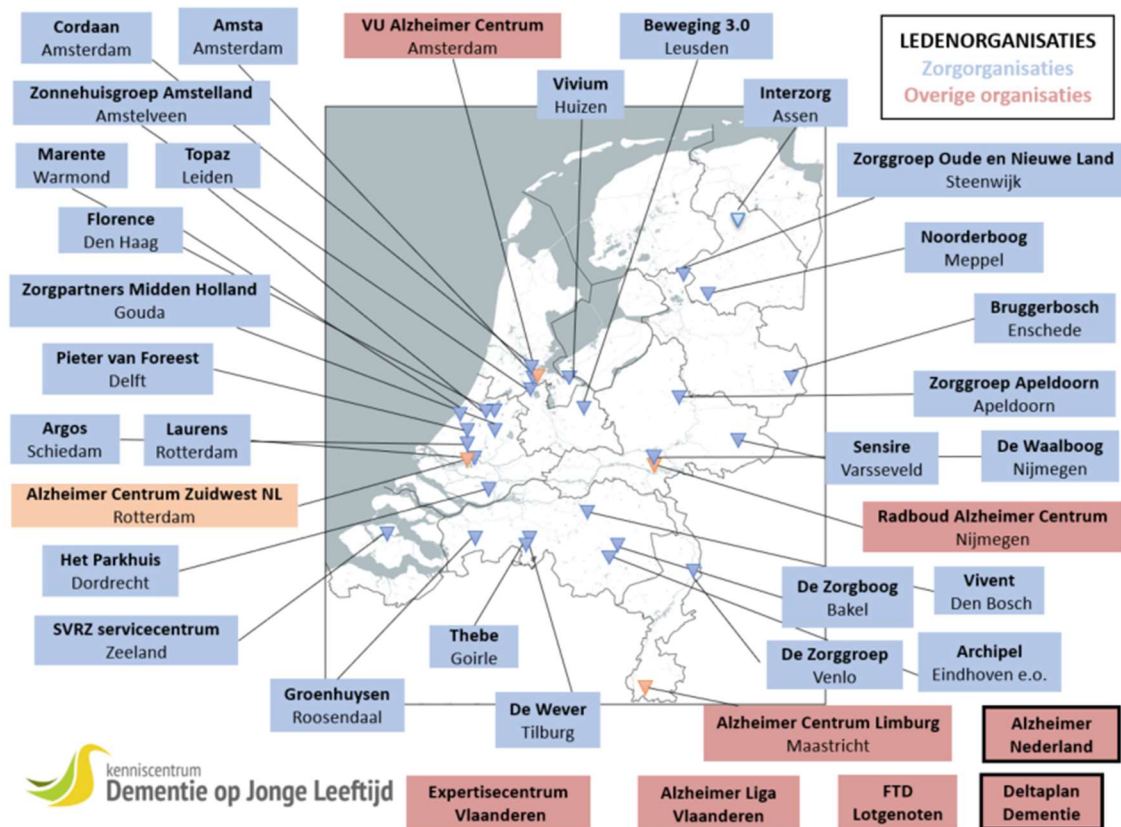 Cordaan
Amsterdam
Amsta
Amsterdam
VU Alzheimer Centrum
Amsterdam
Beweging 3.0
Leusden
LEDENORGANISATIES
Zorgorganisaties
Overige organisaties
Zonnehuisgroep Amstelland
Amstelveen
Vivium
Huizen
Interzorg
Assen
Marente
Warmond
Topaz
Leiden
Zorggroep Oude en Nieuwe Land
Steenwijk
Florence
Den Haag
Noorderboog
Meppel
Zorgpartners Midden Holland
Gouda
Bruggerbosch
Enschede
Pieter van Foreest
Delft
Zorggroep Apeldoorn
Apeldoorn
Argos
Schiedam
Laurens
Rotterdam
Sensire
Varsseveld
De Waalboog
Nijmegen
Alzheimer Centrum Zuidwest NL
Rotterdam
Radboud Alzheimer Centrum
Nijmegen
Het Parkhuis
Dordrecht
De Zorgboog
Bakel
Vivent
Den Bosch
SVRZ servicecentrum
Zeeland
Thebe
Goirle
De Zorggroep
Venlo
Archipel
Eindhoven e.o.
Groenhuysen
Roosendaal
De Wever
Tilburg
Alzheimer Centrum Limburg
Maastricht
Alzheimer
Nederland
kenniscentrum
Dementie op Jonge Leeftijd
Expertisecentrum
Vlaanderen
Alzheimer Liga
Vlaanderen
FTD
Lotgenoten
Deltaplan
Dementie